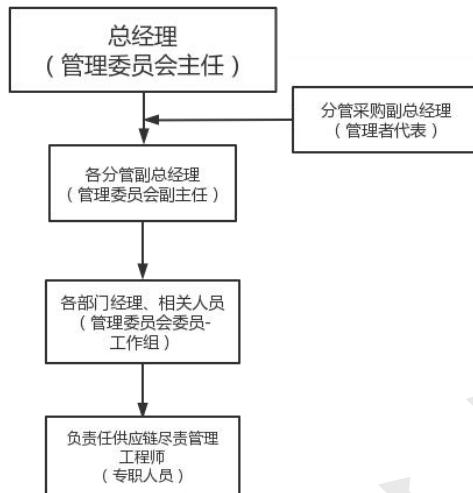 总经理
（管理委员会主任）
分管采购副总经理
（管理者代表）
各分管副总经理
（管理委员会副主任）
各部门经理、相关人员
（管理委员会委员-
工作组）
负责任供应链尽责管理
工程师
（专职人员）